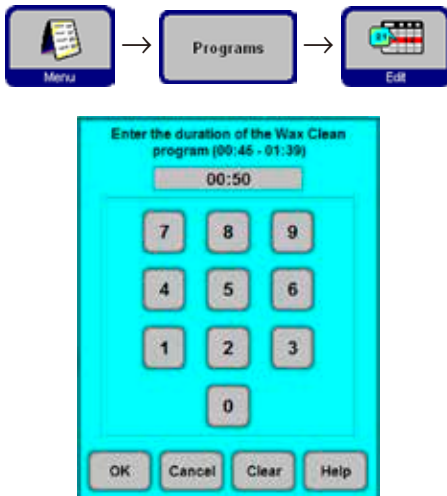 Menu → Programs → Edit
Enter the duration of the Wax Clean
program (00:45 - 01:39)
00:50
7 8 9
4 5 6
1 2 3
0
OK Cancel Clear Help